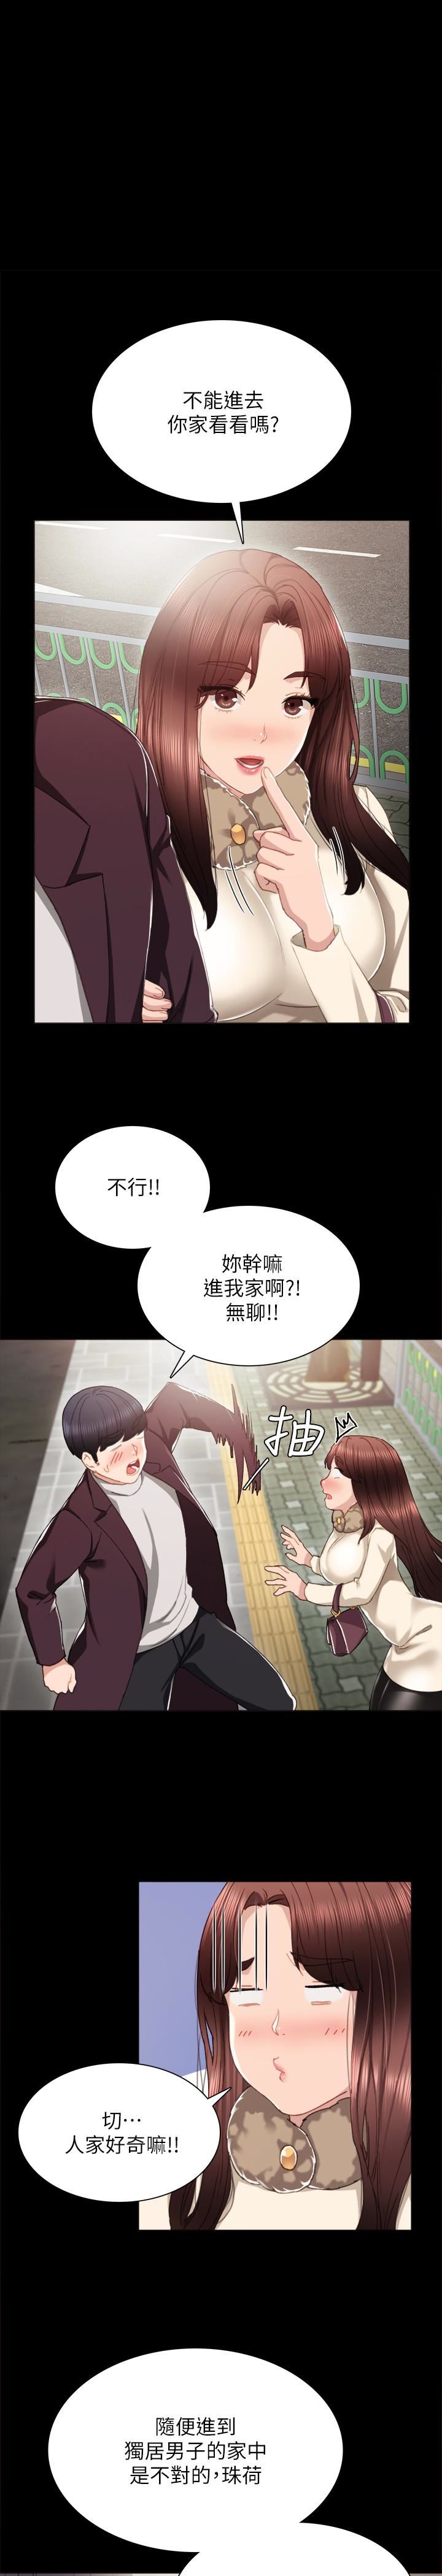 不能進去
你家看看嗎?
不行!!
妳幹嘛
進我家啊?!
無聊!!
抽
切…
人家好奇嘛!!
隨便進到
獨居男子的家中
是不對的,珠荷